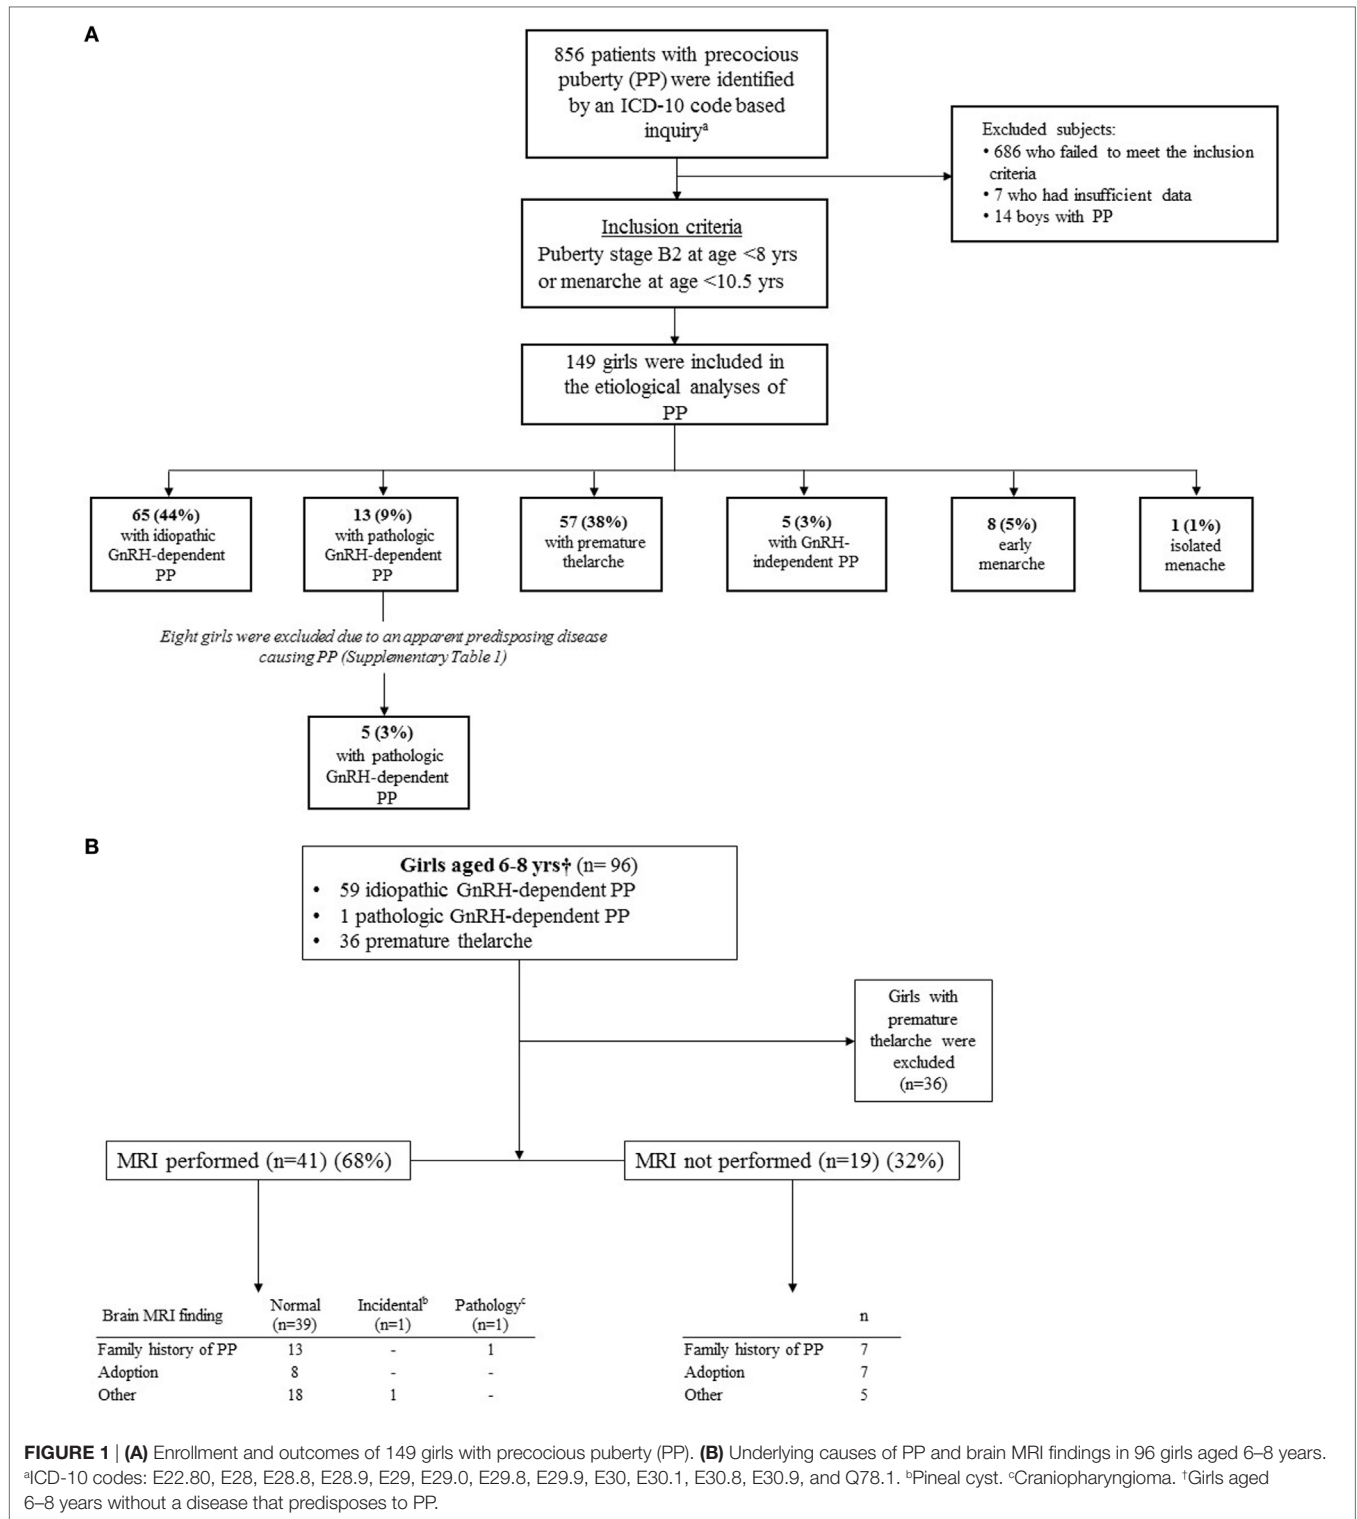 A
856 patients with precocious
puberty (PP) were identified
by an ICD-10 code based
inquiryᵃ
Excluded subjects:
• 686 who failed to meet the inclusion
criteria
• 7 who had insufficient data
• 14 boys with PP
Inclusion criteria
Puberty stage B2 at age <8 yrs
or menarche at age <10.5 yrs
149 girls were included in
the etiological analyses of
PP
65 (44%)
with idiopathic
GnRH-dependent
PP
13 (9%)
with pathologic
GnRH-dependent
PP
57 (38%)
with premature
thelarche
5 (3%)
with GnRH-
independent PP
8 (5%)
early
menarche
1 (1%)
isolated
menache
Eight girls were excluded due to an apparent predisposing disease
causing PP (Supplementary Table 1)
5 (3%)
with pathologic
GnRH-dependent
PP
B
Girls aged 6-8 yrs† (n= 96)
• 59 idiopathic GnRH-dependent PP
• 1 pathologic GnRH-dependent PP
• 36 premature thelarche
Girls with
premature
thelarche were
excluded
(n=36)
MRI performed (n=41) (68%)
MRI not performed (n=19) (32%)
Brain MRI finding Normal (n=39) Incidentalᵇ (n=1) Pathologyᶜ (n=1)
Family history of PP 13 - 1
Adoption 8 - -
Other 18 1 -
n
Family history of PP 7
Adoption 7
Other 5
FIGURE 1 | (A) Enrollment and outcomes of 149 girls with precocious puberty (PP). (B) Underlying causes of PP and brain MRI findings in 96 girls aged 6–8 years.
ᵃICD-10 codes: E22.80, E28, E28.8, E28.9, E29, E29.0, E29.8, E29.9, E30, E30.1, E30.8, E30.9, and Q78.1. ᵇPineal cyst. ᶜCraniopharyngioma. †Girls aged
6–8 years without a disease that predisposes to PP.